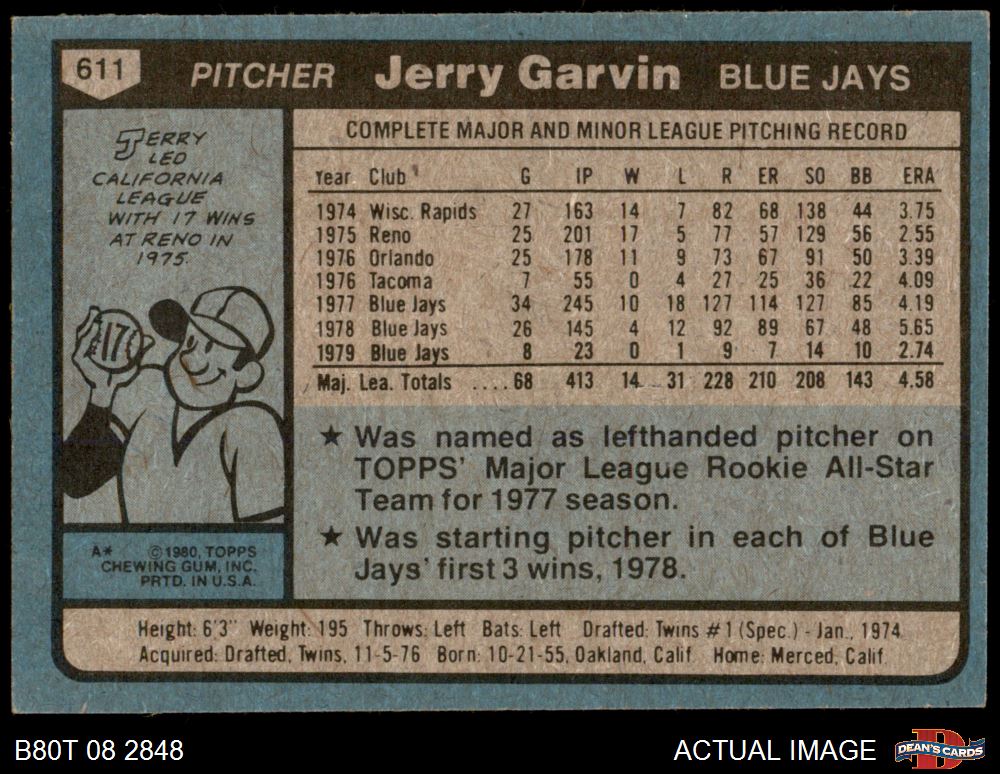 611 PITCHER Jerry Garvin BLUE JAYS
JERRY
LED
CALIFORNIA
LEAGUE
WITH 17 WINS
AT RENO IN
1975.
17
A* ©1980, TOPPS
CHEWING GUM, INC.
PRTD. IN U.S.A.
COMPLETE MAJOR AND MINOR LEAGUE PITCHING RECORD
Year Club G IP W L R ER SO BB ERA
1974 Wisc. Rapids 27 163 14 7 82 68 138 44 3.75
1975 Reno 25 201 17 5 77 57 129 56 2.55
1976 Orlando 25 178 11 9 73 67 91 50 3.39
1976 Tacoma 7 55 0 4 27 25 36 22 4.09
1977 Blue Jays 34 245 10 18 127 114 127 85 4.19
1978 Blue Jays 26 145 4 12 92 89 67 48 5.65
1979 Blue Jays 8 23 0 1 9 7 14 10 2.74
Maj. Lea. Totals ....68 413 14 31 228 210 208 143 4.58
★ Was named as lefthanded pitcher on
TOPPS' Major League Rookie All-Star
Team for 1977 season.
★ Was starting pitcher in each of Blue
Jays' first 3 wins, 1978.
Height: 6'3" Weight: 195 Throws: Left Bats: Left Drafted: Twins #1 (Spec.) - Jan., 1974
Acquired: Drafted, Twins, 11-5-76 Born: 10-21-55, Oakland, Calif. Home: Merced, Calif.
B80T 08 2848 ACTUAL IMAGE DEAN'S CARDS